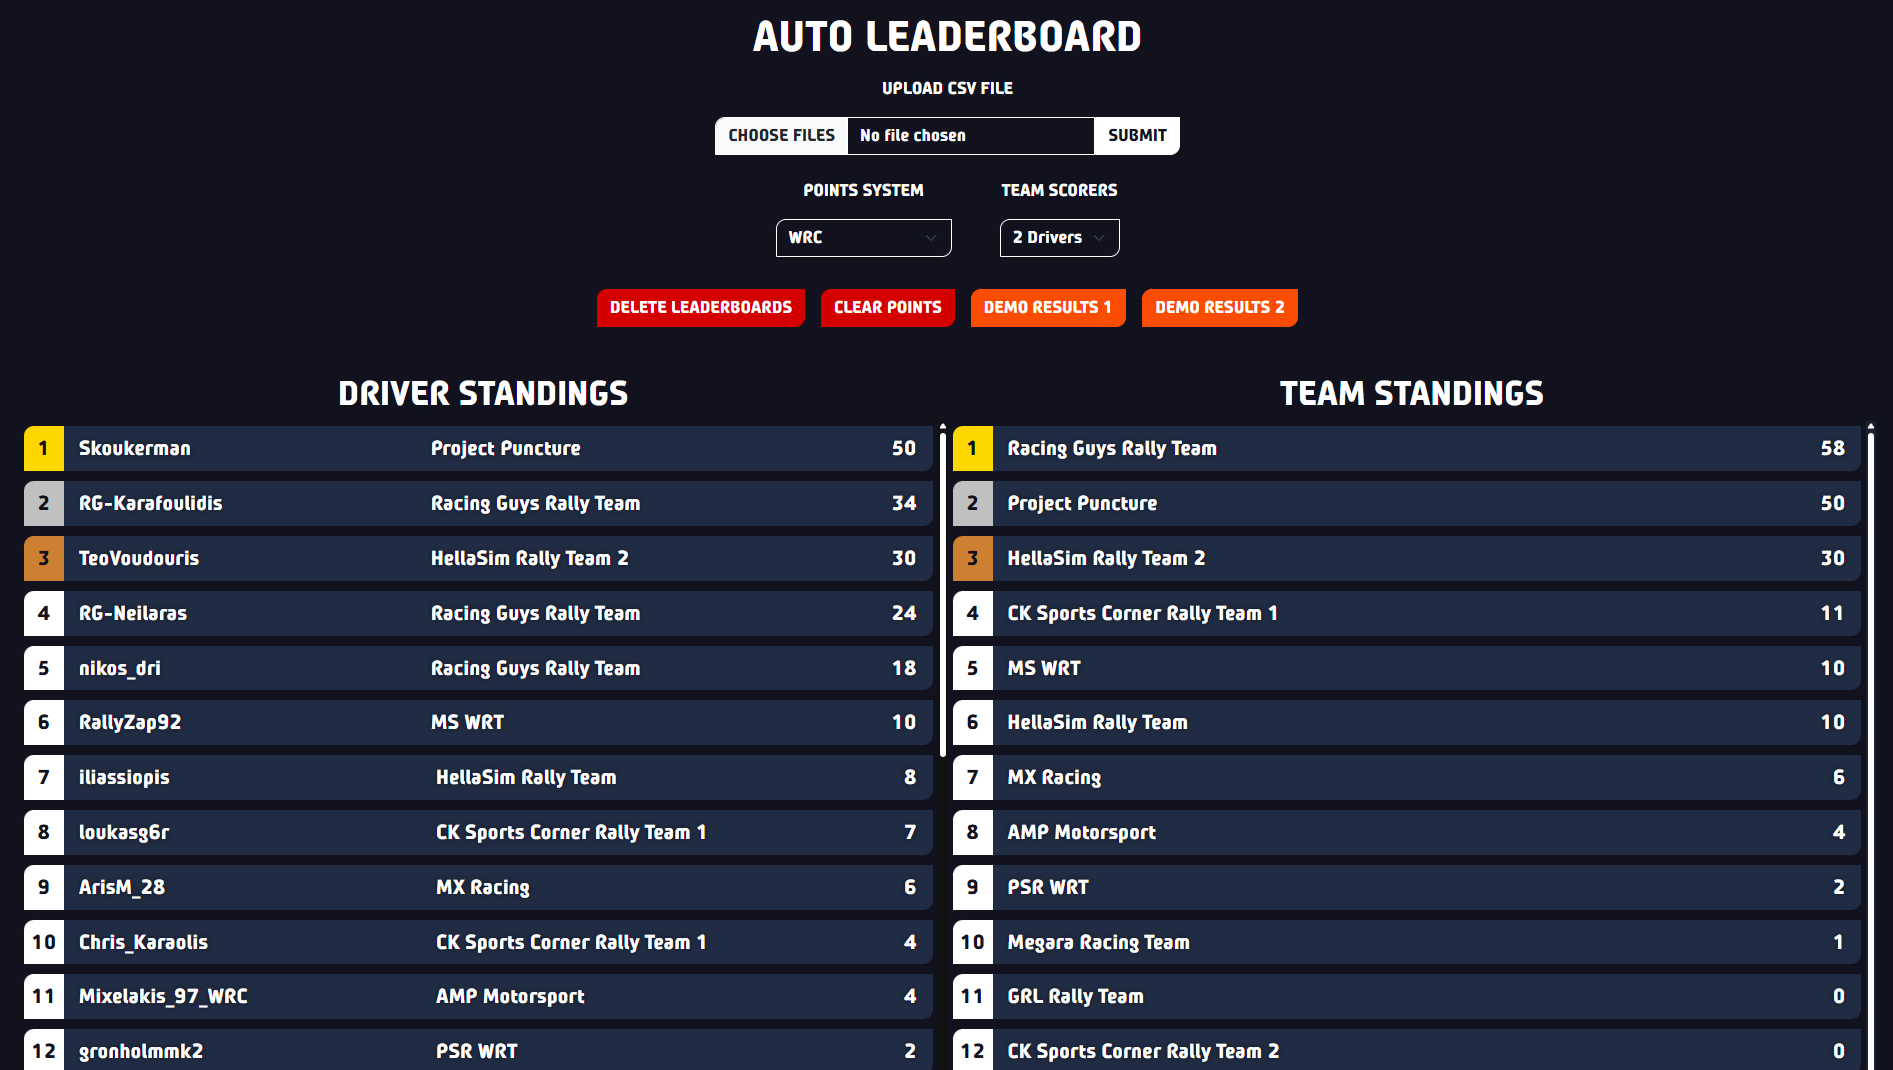 AUTO LEADERBOARD
UPLOAD CSV FILE
CHOOSE FILES No file chosen SUBMIT
POINTS SYSTEM TEAM SCORERS
WRC 2 Drivers
DELETE LEADERBOARDS CLEAR POINTS DEMO RESULTS 1 DEMO RESULTS 2
DRIVER STANDINGS
1 Skoukerman Project Puncture 50
2 RG-Karafoulidis Racing Guys Rally Team 34
3 TeoVoudouris HellaSim Rally Team 2 30
4 RG-Neilaras Racing Guys Rally Team 24
5 nikos_dri Racing Guys Rally Team 18
6 RallyZap92 MS WRT 10
7 iliassiopis HellaSim Rally Team 8
8 loukasg6r CK Sports Corner Rally Team 1 7
9 ArisM_28 MX Racing 6
10 Chris_Karaolis CK Sports Corner Rally Team 1 4
11 Mixelakis_97_WRC AMP Motorsport 4
12 gronholmmk2 PSR WRT 2
TEAM STANDINGS
1 Racing Guys Rally Team 58
2 Project Puncture 50
3 HellaSim Rally Team 2 30
4 CK Sports Corner Rally Team 1 11
5 MS WRT 10
6 HellaSim Rally Team 10
7 MX Racing 6
8 AMP Motorsport 4
9 PSR WRT 2
10 Megara Racing Team 1
11 GRL Rally Team 0
12 CK Sports Corner Rally Team 2 0